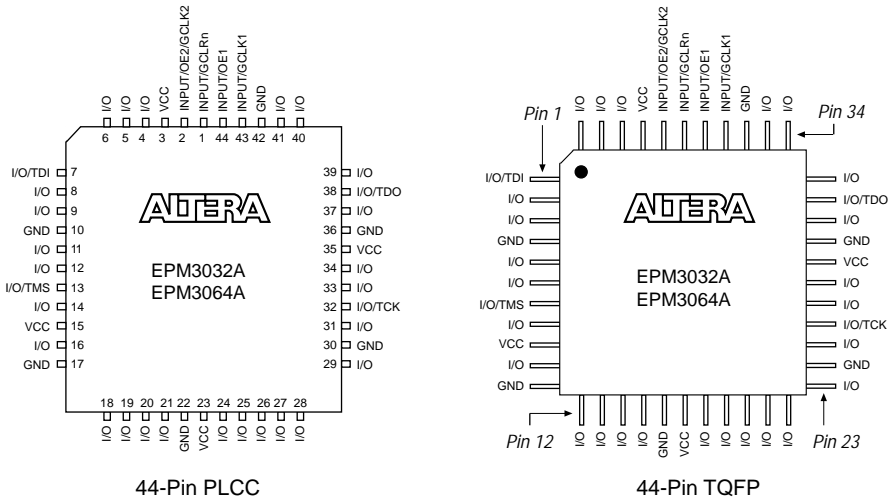 I/O I/O I/O VCC INPUT/OE2/GCLK2 INPUT/GCLRn INPUT/OE1 INPUT/GCLK1 GND I/O I/O
6 5 4 3 2 1 44 43 42 41 40
I/O/TDI 7
I/O 8
I/O 9
GND 10
I/O 11
I/O 12
I/O/TMS 13
I/O 14
VCC 15
I/O 16
GND 17
ALTERA
EPM3032A
EPM3064A
39 I/O
38 I/O/TDO
37 I/O
36 GND
35 VCC
34 I/O
33 I/O
32 I/O/TCK
31 I/O
30 GND
29 I/O
18 19 20 21 22 23 24 25 26 27 28
I/O I/O I/O I/O GND VCC I/O I/O I/O I/O I/O
44-Pin PLCC
I/O I/O I/O VCC INPUT/OE2/GCLK2 INPUT/GCLRn INPUT/OE1 INPUT/GCLK1 GND I/O I/O
Pin 1
Pin 34
I/O/TDI
I/O
I/O
GND
I/O
I/O
I/O/TMS
I/O
VCC
I/O
GND
ALTERA
EPM3032A
EPM3064A
I/O
I/O/TDO
I/O
GND
VCC
I/O
I/O
I/O/TCK
I/O
GND
I/O
Pin 12
Pin 23
I/O I/O I/O I/O GND VCC I/O I/O I/O I/O I/O
44-Pin TQFP